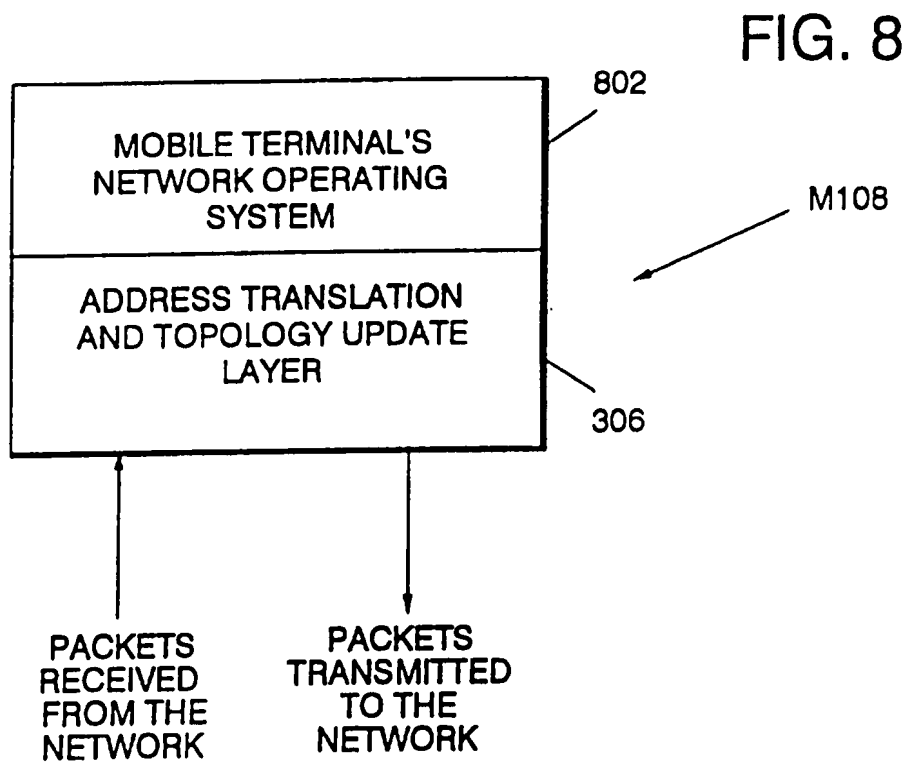 FIG. 8
802
MOBILE TERMINAL'S
NETWORK OPERATING
SYSTEM
M108
ADDRESS TRANSLATION
AND TOPOLOGY UPDATE
LAYER
306
PACKETS
RECEIVED
FROM THE
NETWORK
PACKETS
TRANSMITTED
TO THE
NETWORK